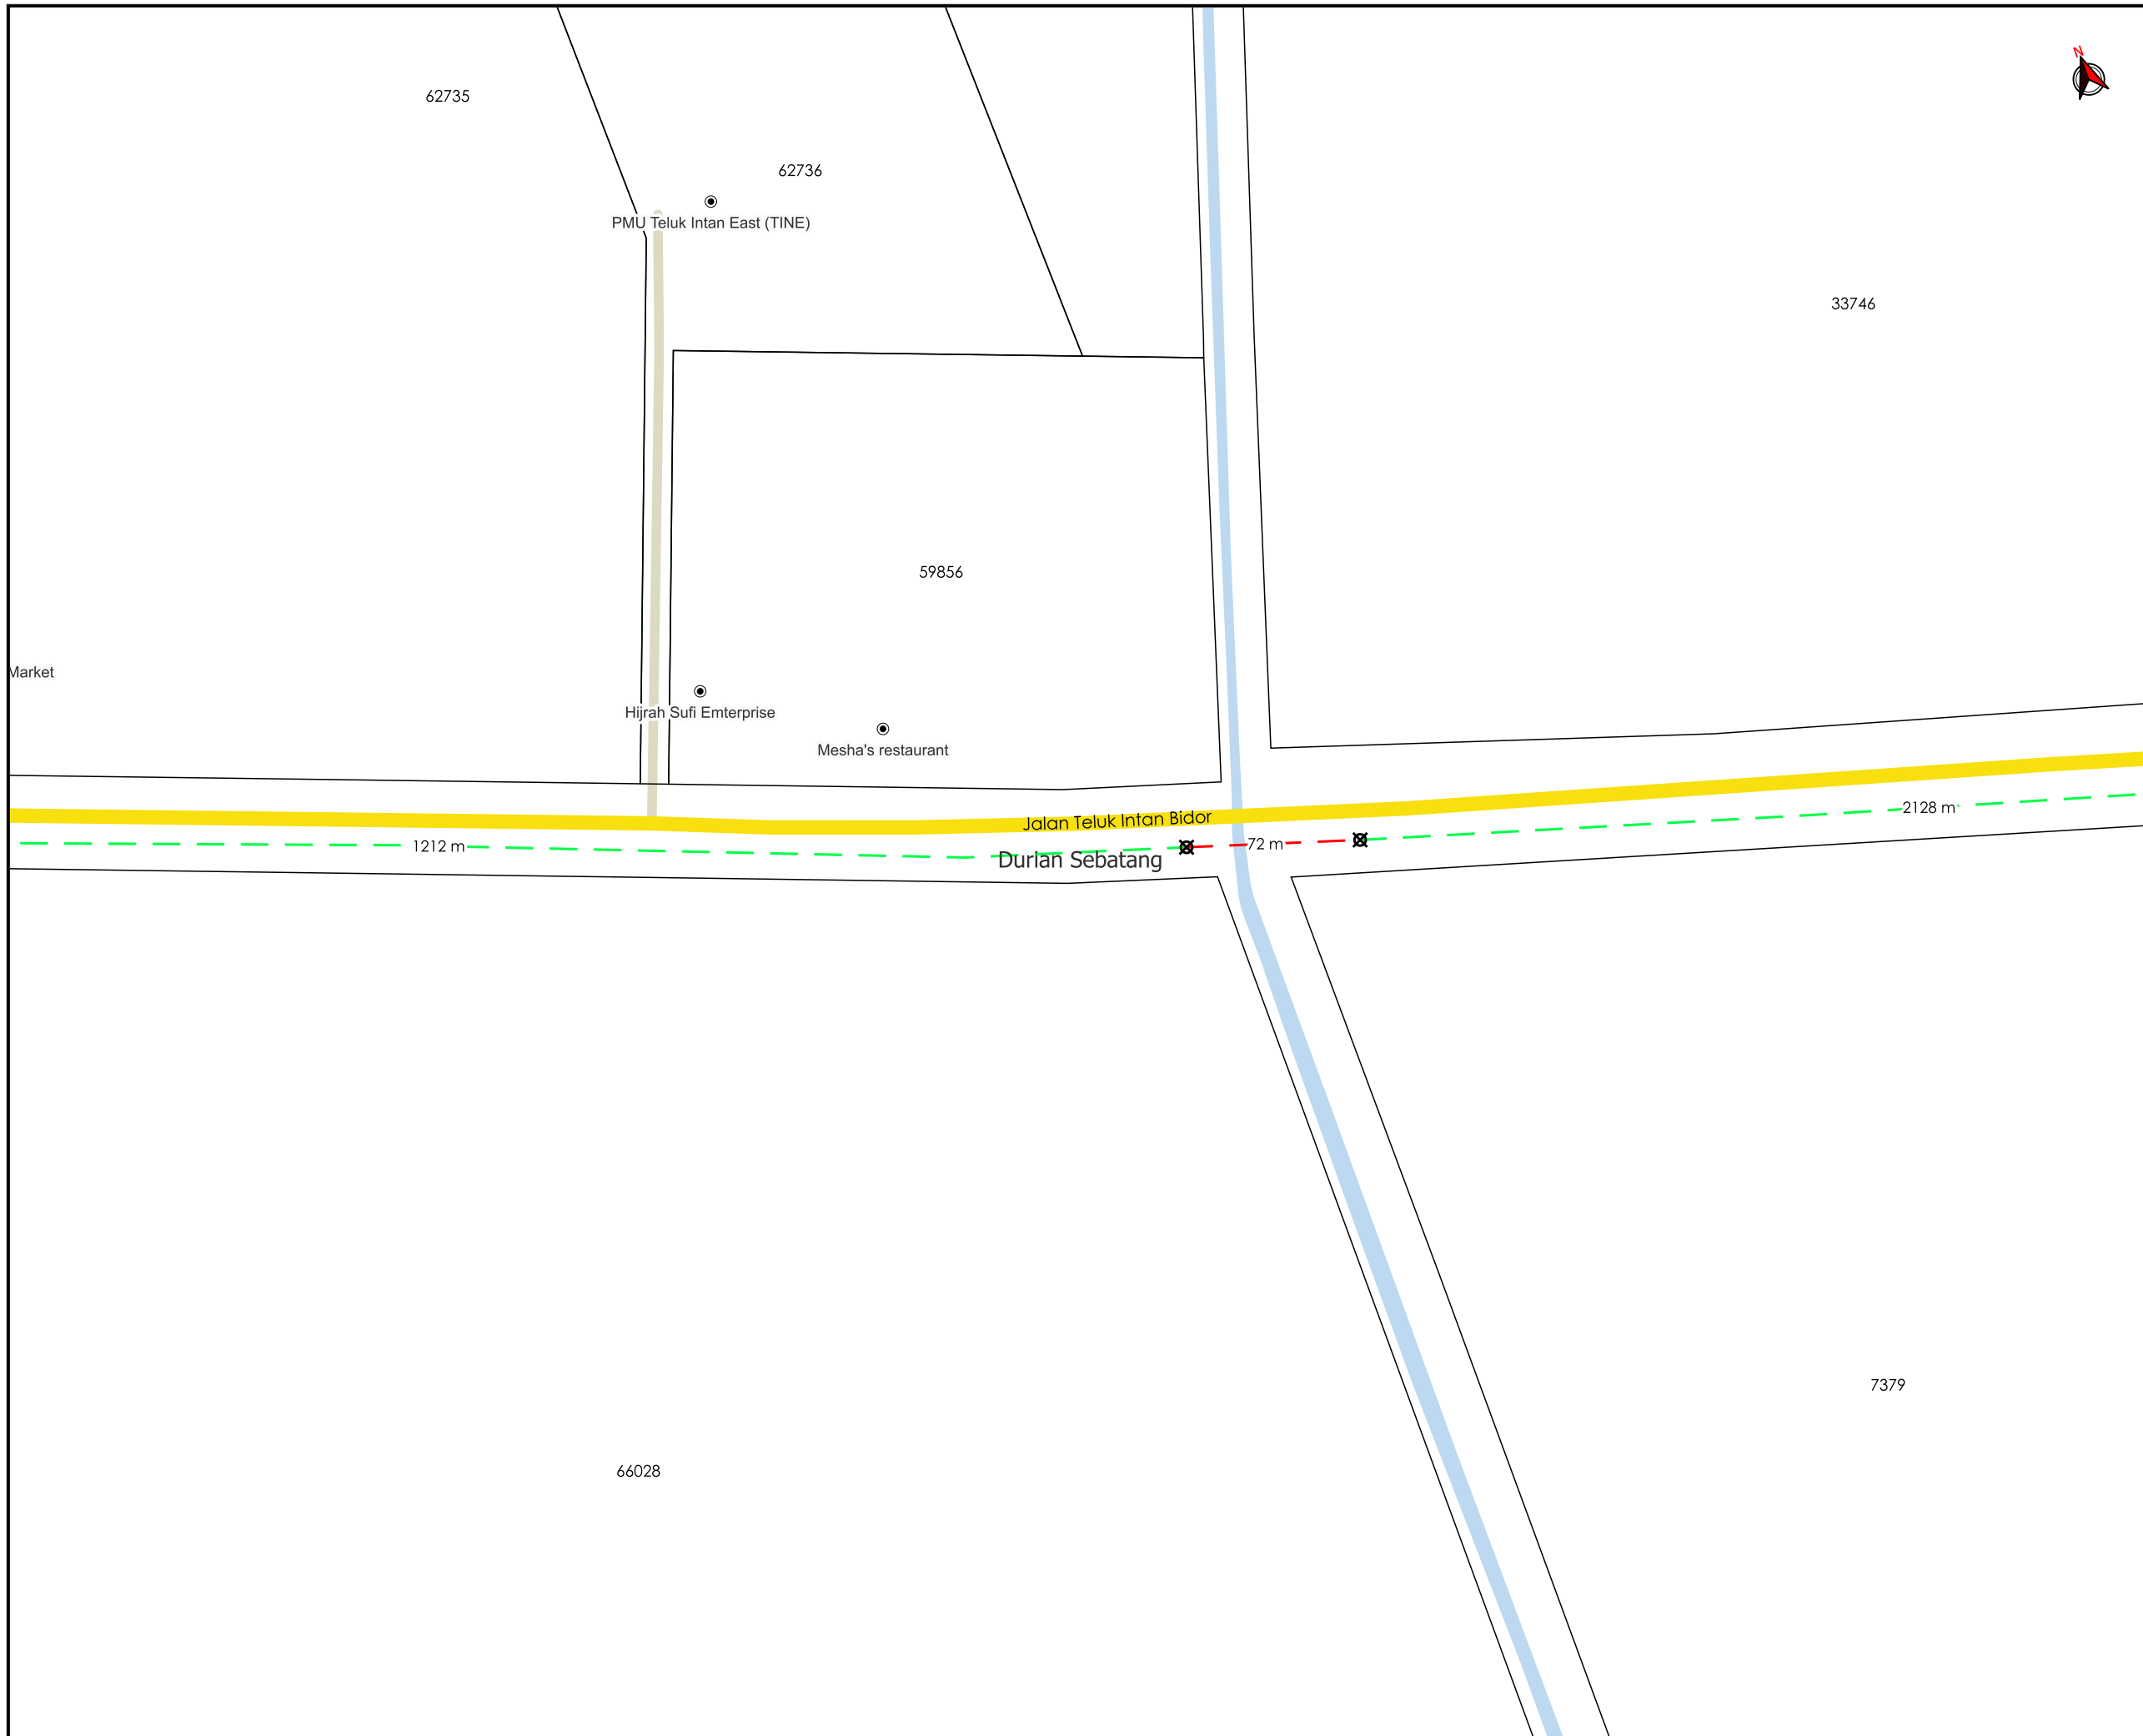 N
62735
62736
PMU Teluk Intan East (TINE)
33746
59856
Market
Hijrah Sufi Emterprise
Mesha's restaurant
2128 m
Jalan Teluk Intan Bidor
1212 m
72 m
Durian Sebatang
7379
66028